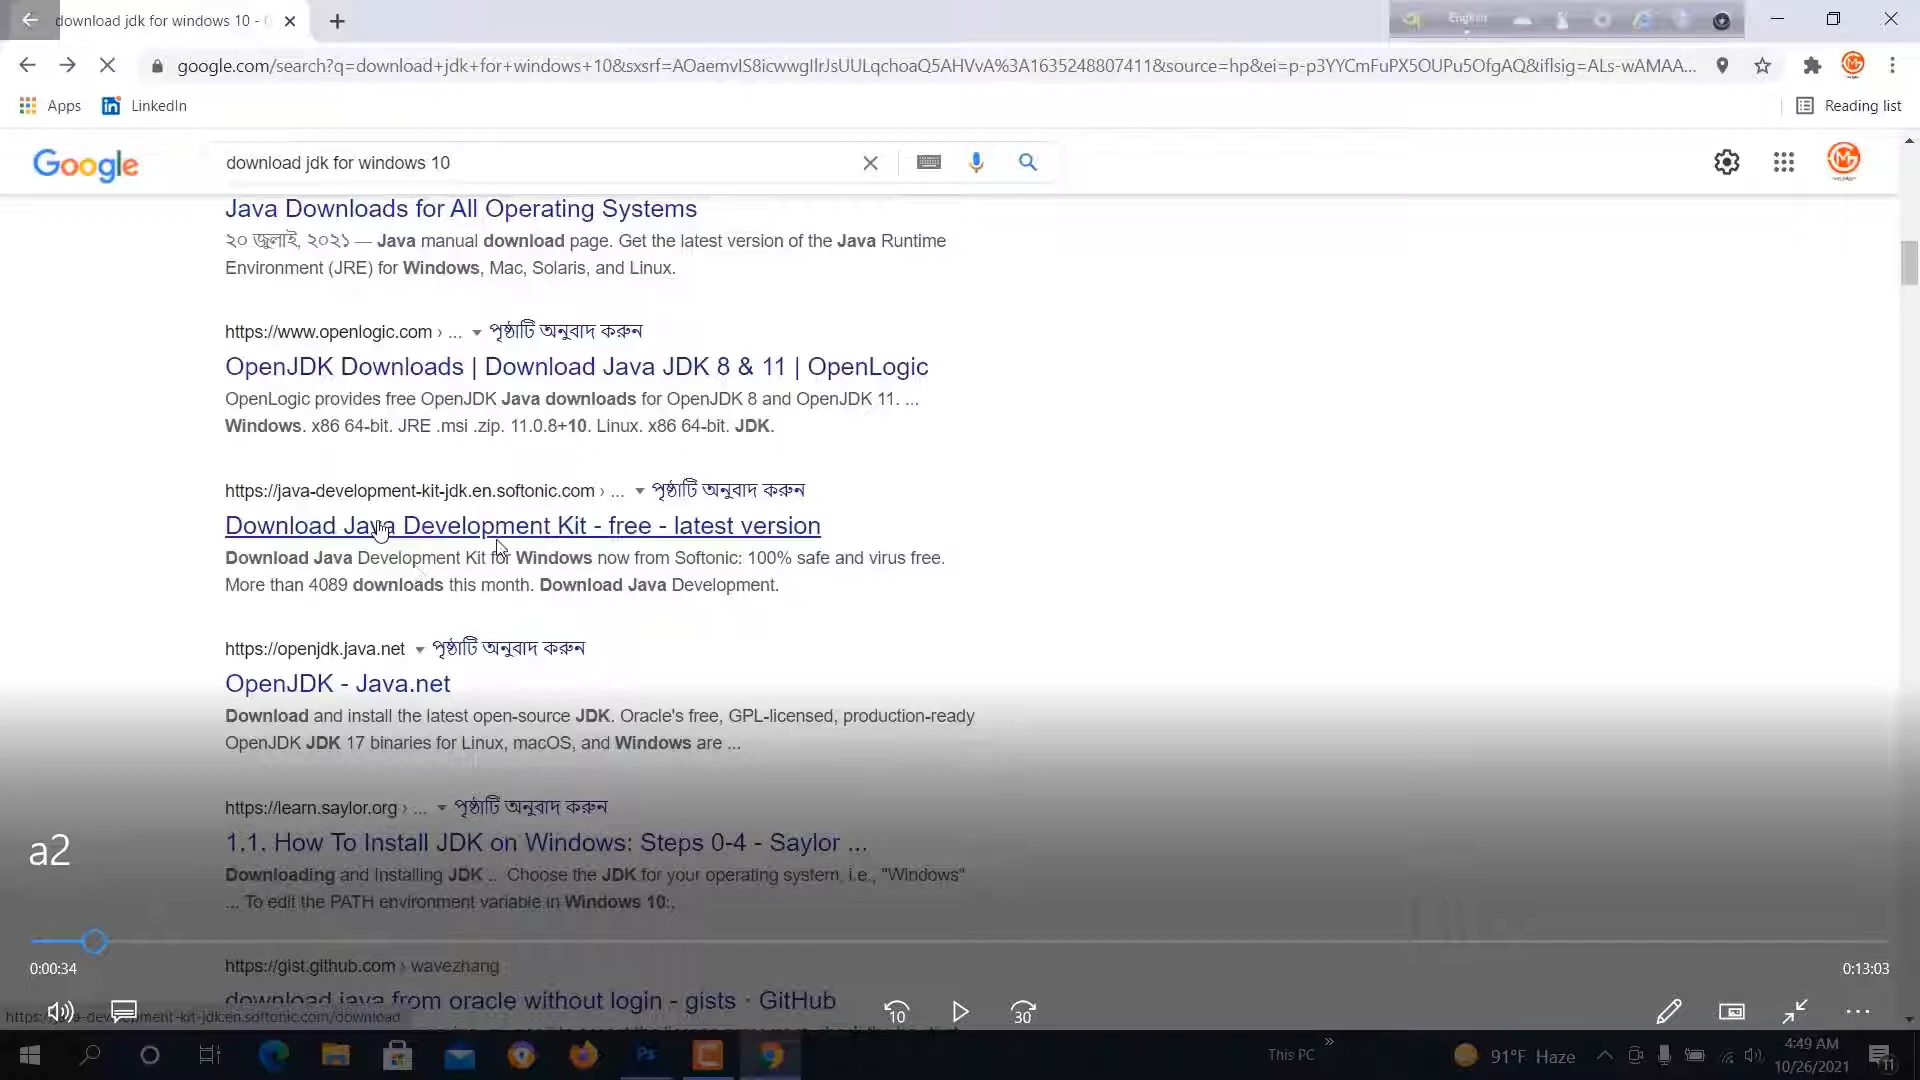 download jdk for windows 10 -
English
google.com/search?q=download+jdk+for+windows+10&sxsrf=AOaemvIS8icwwgIlrJsUULqchoaQ5AHVvA%3A1635248807411&source=hp&ei=p-p3YYCmFuPX5OUPu5OfgAQ&iflsig=ALs-wAMAA...
Apps
LinkedIn
Reading list
Google
download jdk for windows 10
Java Downloads for All Operating Systems
২০ জুলাই, ২০২১ — Java manual download page. Get the latest version of the Java Runtime
Environment (JRE) for Windows, Mac, Solaris, and Linux.
https://www.openlogic.com › ... পৃষ্ঠাটি অনুবাদ করুন
OpenJDK Downloads | Download Java JDK 8 & 11 | OpenLogic
OpenLogic provides free OpenJDK Java downloads for OpenJDK 8 and OpenJDK 11. ...
Windows. x86 64-bit. JRE .msi .zip. 11.0.8+10. Linux. x86 64-bit. JDK.
https://java-development-kit-jdk.en.softonic.com › ... পৃষ্ঠাটি অনুবাদ করুন
Download Java Development Kit - free - latest version
Download Java Development Kit for Windows now from Softonic: 100% safe and virus free.
More than 4089 downloads this month. Download Java Development.
https://openjdk.java.net পৃষ্ঠাটি অনুবাদ করুন
OpenJDK - Java.net
Download and install the latest open-source JDK. Oracle's free, GPL-licensed, production-ready
OpenJDK JDK 17 binaries for Linux, macOS, and Windows are ...
https://learn.saylor.org › ... পৃষ্ঠাটি অনুবাদ করুন
1.1. How To Install JDK on Windows: Steps 0-4 - Saylor ...
a2
Downloading and Installing JDK ... Choose the JDK for your operating system, i.e., "Windows"
... To edit the PATH environment variable in Windows 10:.
0:00:34
0:13:03
https://gist.github.com › wavezhang
download java from oracle without login - gists · GitHub
10
30
This PC
91°F Haze
4:49 AM
10/26/2021
11